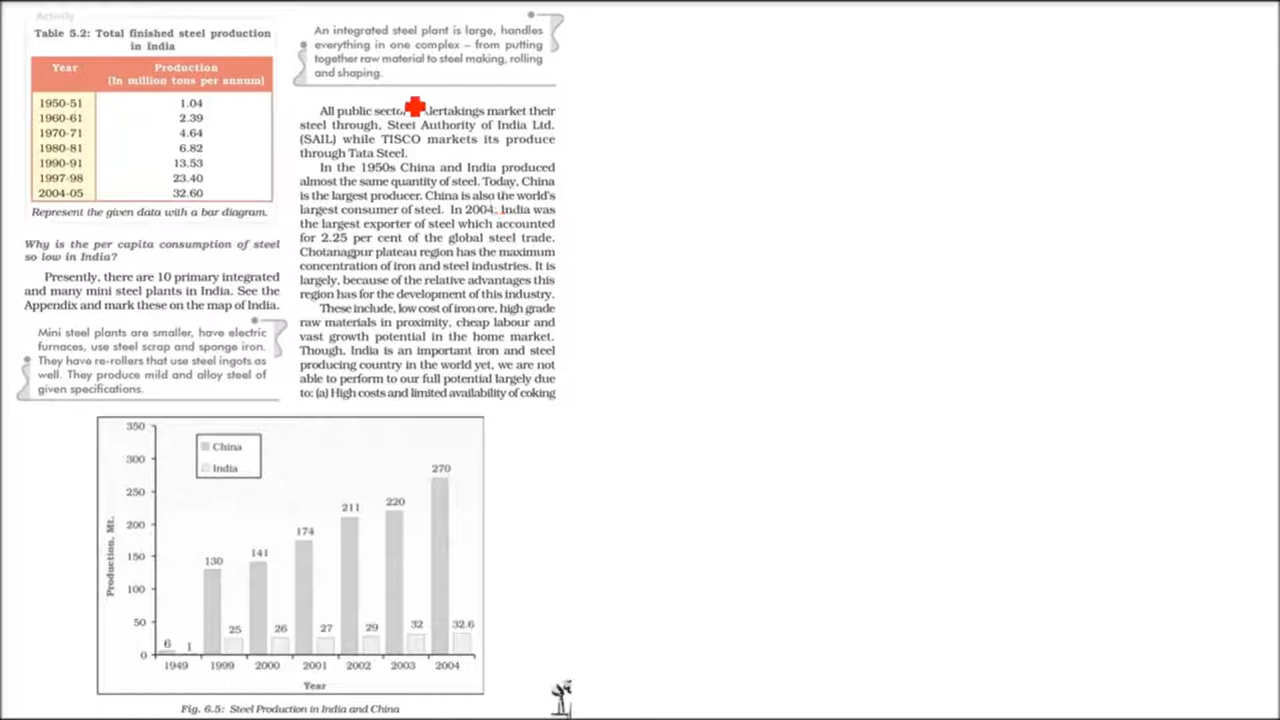 Activity
Table 5.2: Total finished steel production
in India
Year Production
(In million tons per annum)
1950-51 1.04
1960-61 2.39
1970-71 4.64
1980-81 6.82
1990-91 13.53
1997-98 23.40
2004-05 32.60
Represent the given data with a bar diagram.
Why is the per capita consumption of steel
so low in India?
Presently, there are 10 primary integrated
and many mini steel plants in India. See the
Appendix and mark these on the map of India.
Mini steel plants are smaller, have electric
furnaces, use steel scrap and sponge iron.
They have re-rollers that use steel ingots as
well. They produce mild and alloy steel of
given specifications.
An integrated steel plant is large, handles
everything in one complex – from putting
together raw material to steel making, rolling
and shaping.
All public market their
steel through, Steel Authority of India Ltd.
(SAIL) while TISCO markets its produce
through Tata Steel.
In the 1950s China and India produced
almost the same quantity of steel. Today, China
is the largest producer. China is also the world's
largest consumer of steel. In 2004, India was
the largest exporter of steel which accounted
for 2.25 per cent of the global steel trade.
Chotanagpur plateau region has the maximum
concentration of iron and steel industries. It is
largely, because of the relative advantages this
region has for the development of this industry.
These include, low cost of iron ore, high grade
raw materials in proximity, cheap labour and
vast growth potential in the home market.
Though, India is an important iron and steel
producing country in the world yet, we are not
able to perform to our full potential largely due
to: (a) High costs and limited availability of coking
350
300
250
200
150
100
50
0
Production, Mt.
China
India
6 1
130 25
141 26
174 27
211 29
220 32
270 32.6
1949 1999 2000 2001 2002 2003 2004
Year
Fig. 6.5: Steel Production in India and China